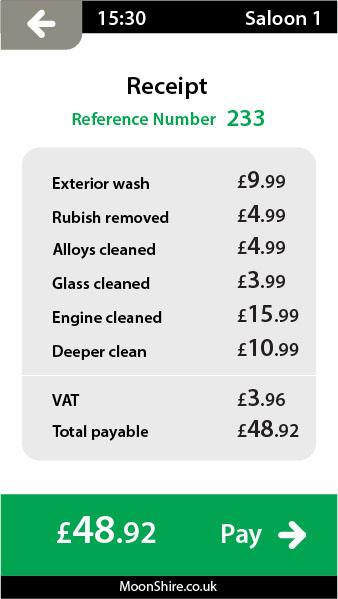 15:30 Saloon 1
Receipt
Reference Number 233
Exterior wash £9.99
Rubish removed £4.99
Alloys cleaned £4.99
Glass cleaned £3.99
Engine cleaned £15.99
Deeper clean £10.99
VAT £3.96
Total payable £48.92
£48.92 Pay
MoonShire.co.uk